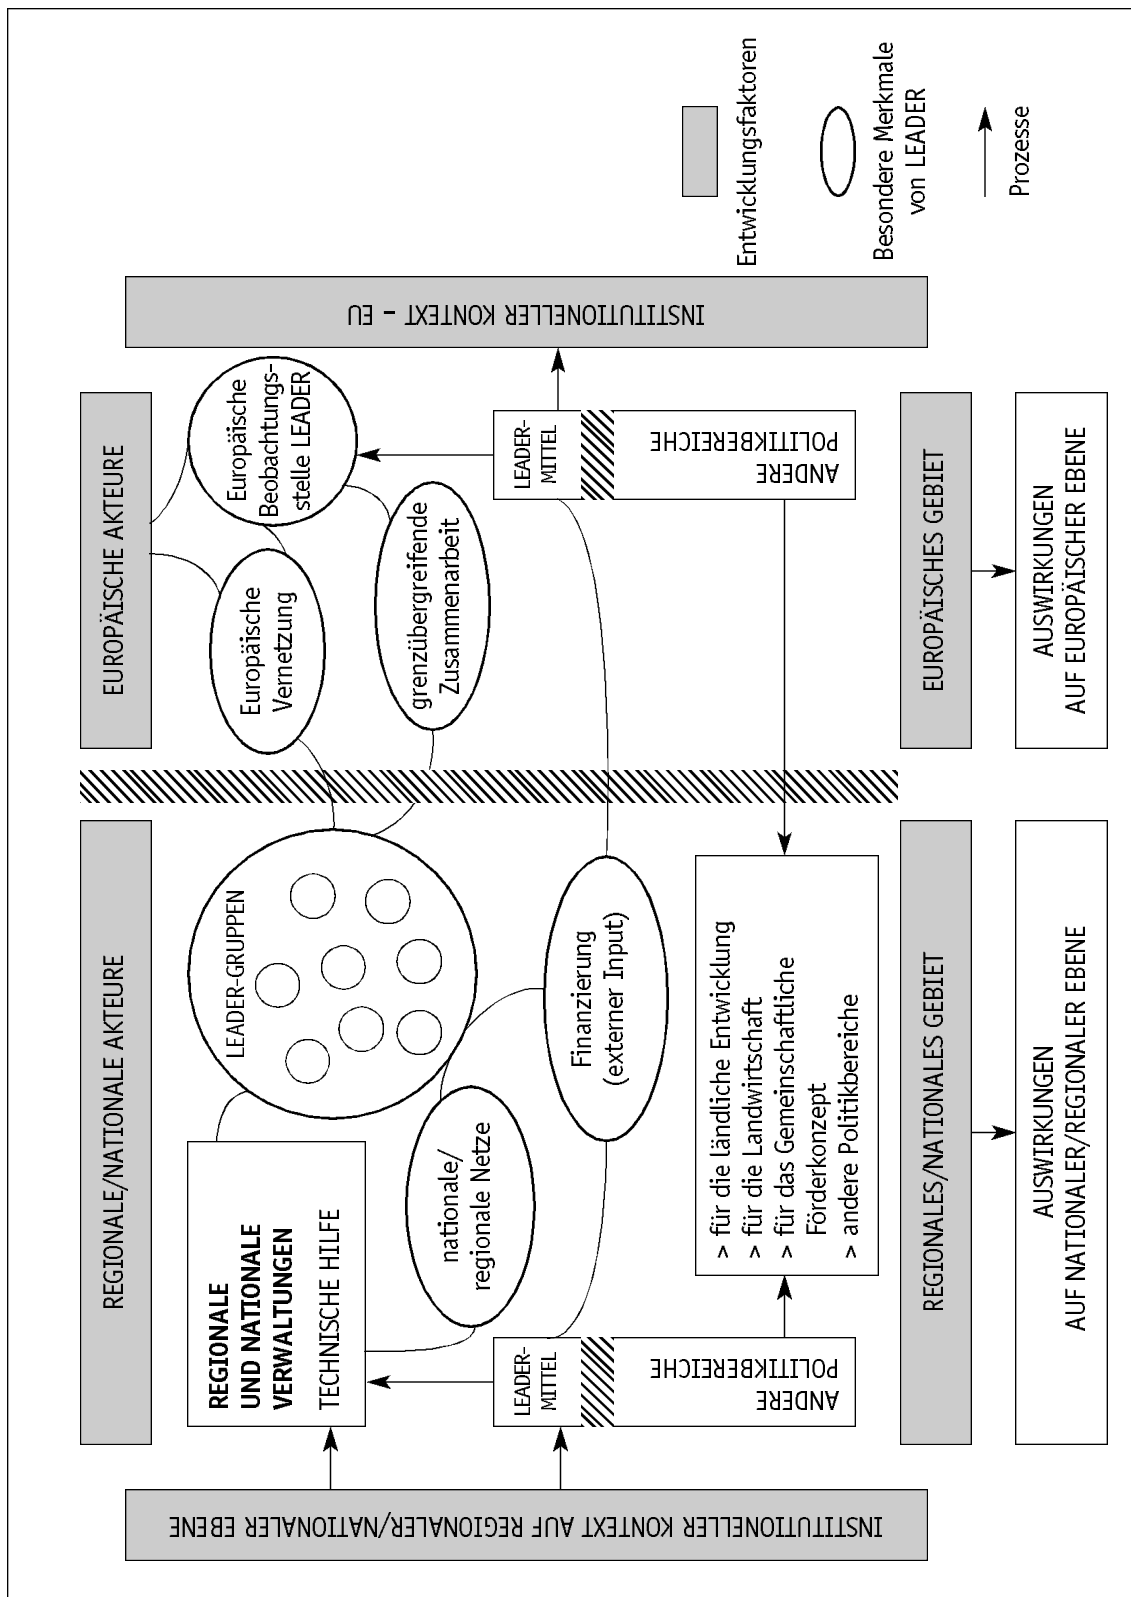 REGIONALE/NATIONALE AKTEURE
EUROPÄISCHE AKTEURE
INSTITUTIONELLER KONTEXT AUF REGIONALER/NATIONALER EBENE
REGIONALE
UND NATIONALE
VERWALTUNGEN
TECHNISCHE HILFE
LEADER-GRUPPEN
Europäische
Vernetzung
Europäische
Beobachtungs-
stelle LEADER
grenzübergreifende
Zusammenarbeit
nationale/
regionale Netze
Finanzierung
(externer Input)
LEADER-
MITTEL
ANDERE
POLITIKBEREICHE
LEADER-
MITTEL
ANDERE
POLITIKBEREICHE
> für die ländliche Entwicklung
> für die Landwirtschaft
> für das Gemeinschaftliche
Förderkonzept
> andere Politikbereiche
INSTITUTIONELLER KONTEXT – EU
REGIONALES/NATIONALES GEBIET
EUROPÄISCHES GEBIET
AUSWIRKUNGEN
AUF NATIONALER/REGIONALER EBENE
AUSWIRKUNGEN
AUF EUROPÄISCHER EBENE
Entwicklungsfaktoren
Besondere Merkmale
von LEADER
Prozesse